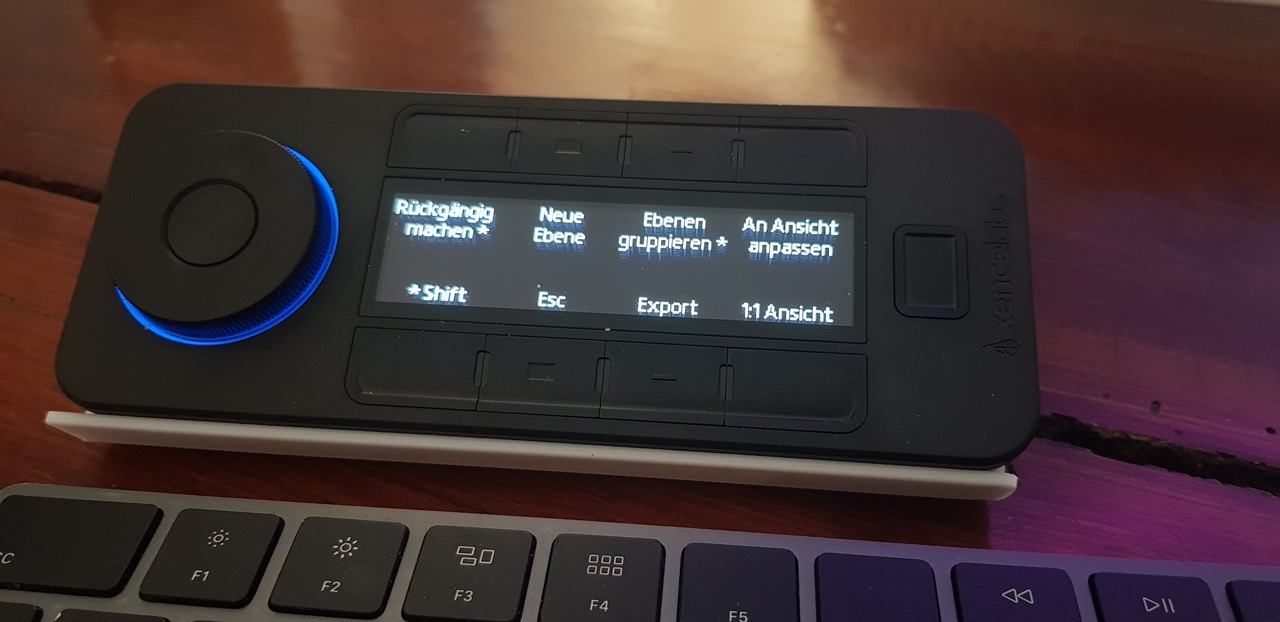 Rückgängig
machen *
Neue
Ebene
Ebenen
gruppieren *
An Ansicht
anpassen
* Shift
Esc
Export
1:1 Ansicht
xencelabs
F1
F2
F3
F4
F5